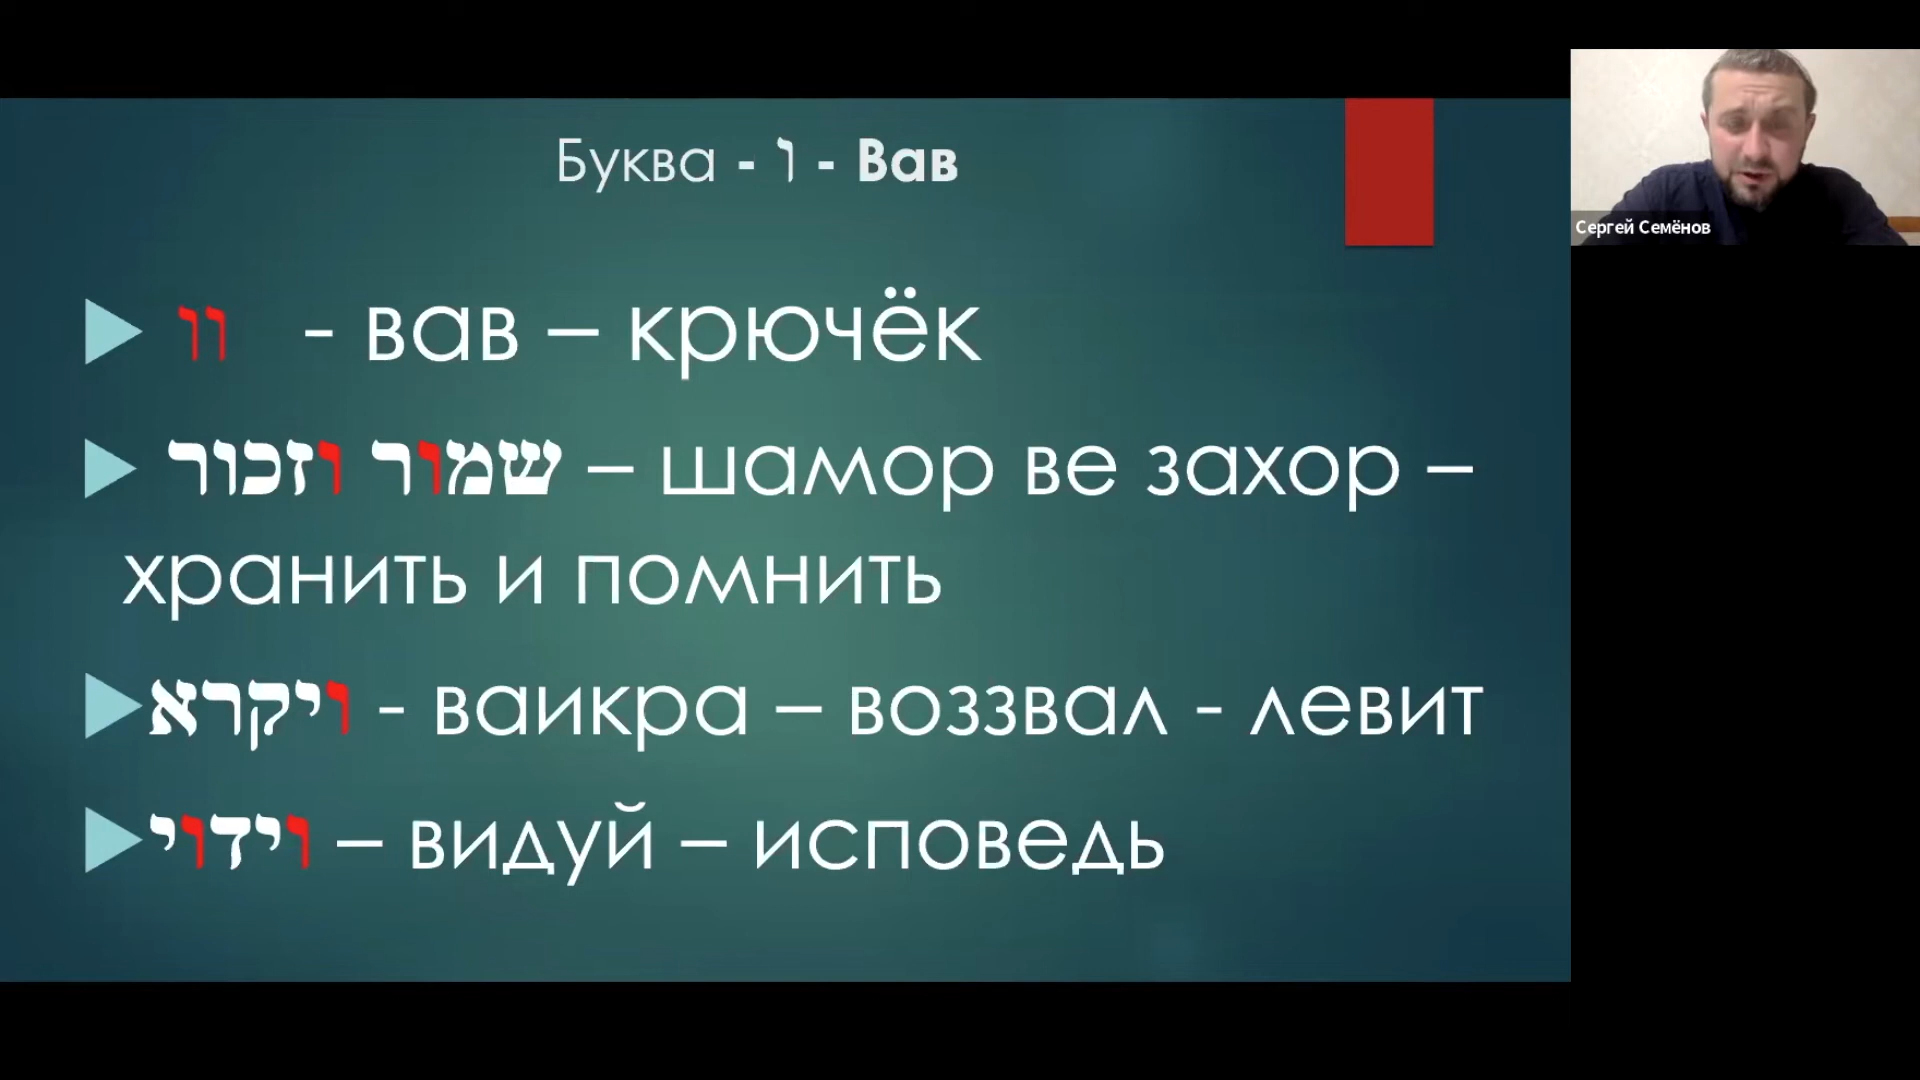 Буква - ו - Вав
Сергей Семёнов
וו - вав – крючёк
שמור וזכור – шамор ве захор –
хранить и помнить
ויקרא - ваикра – воззвал - левит
וידוי – видуй – исповедь